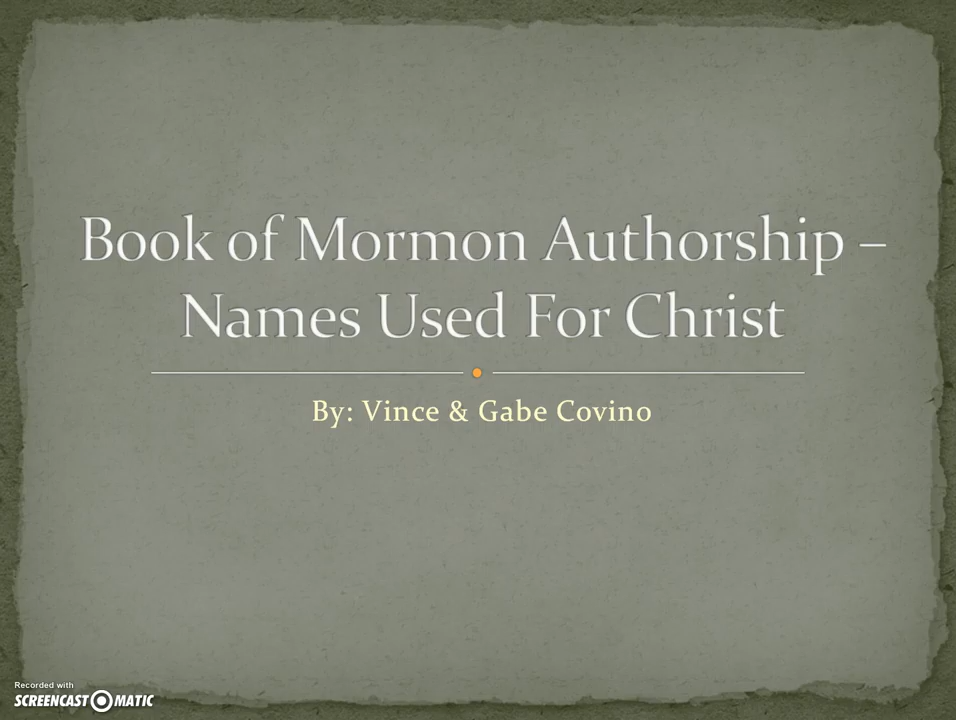 Book of Mormon Authorship –
Names Used For Christ
By: Vince & Gabe Covino
Recorded with
SCREENCAST MATIC